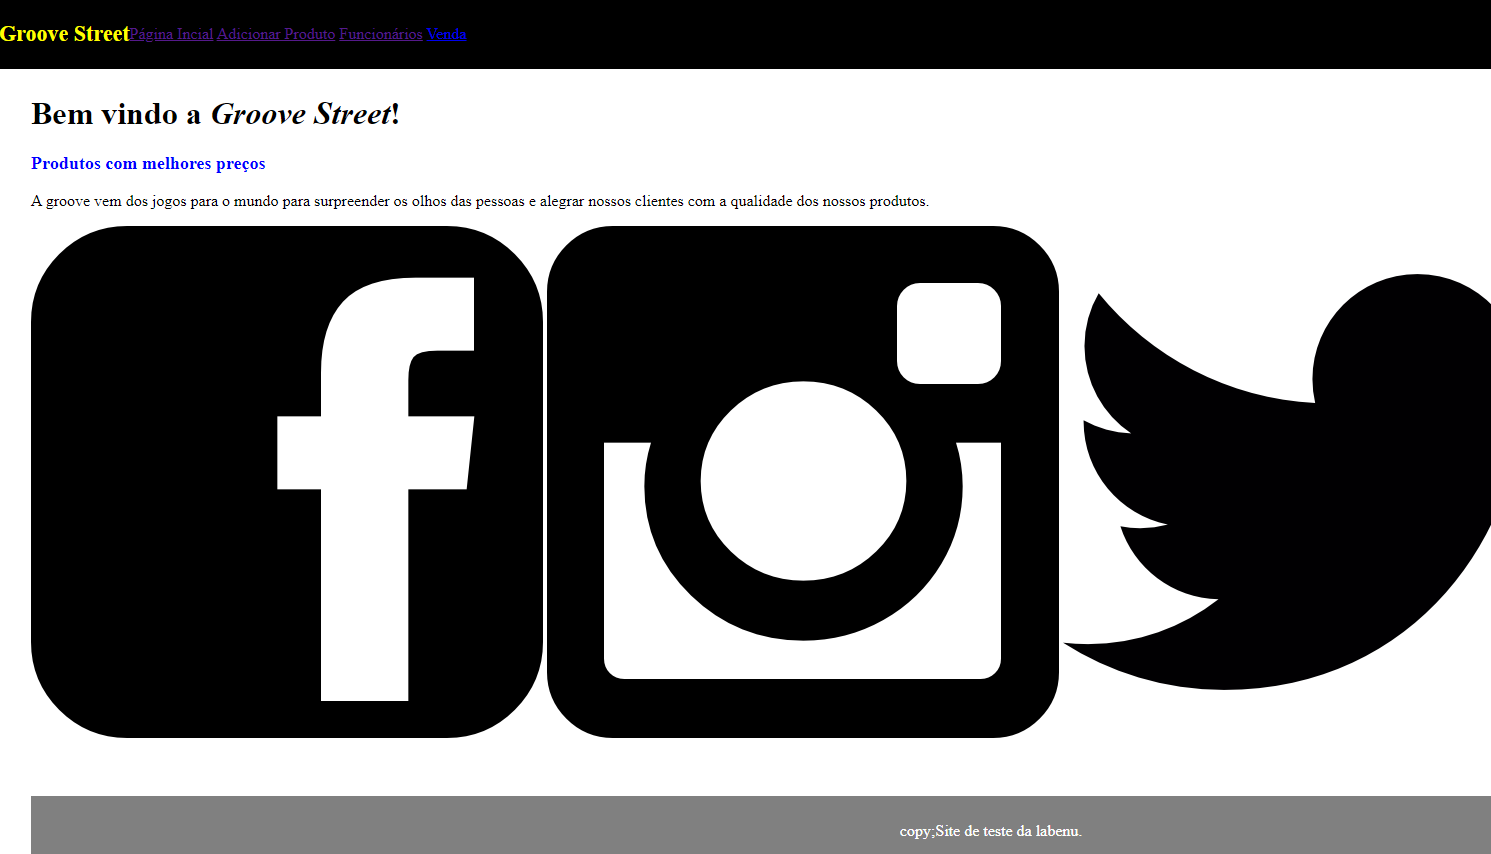 Groove Street Página Incial Adicionar Produto Funcionários Venda
Bem vindo a Groove Street!
Produtos com melhores preços
A groove vem dos jogos para o mundo para surpreender os olhos das pessoas e alegrar nossos clientes com a qualidade dos nossos produtos.
copy;Site de teste da labenu.